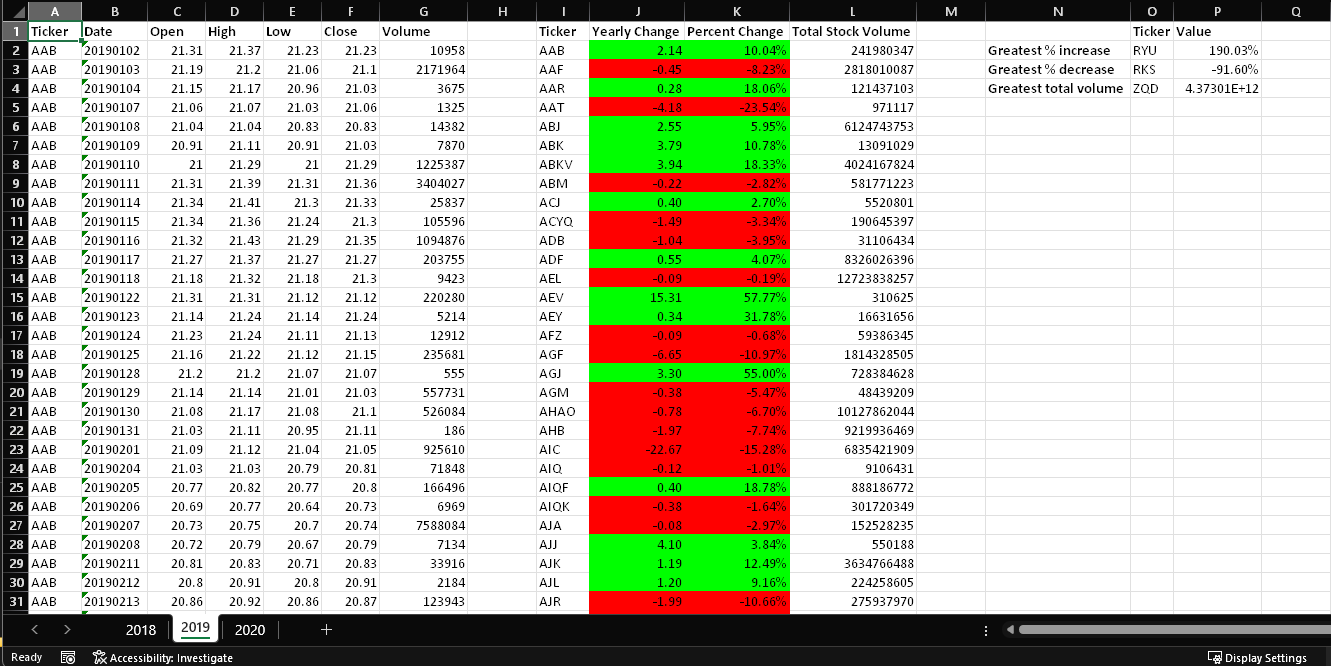 A B C D E F G H I J K L M N O P Q
1 Ticker Date Open High Low Close Volume Ticker Yearly Change Percent Change Total Stock Volume Ticker Value
2 AAB 20190102 21.31 21.37 21.23 21.23 10958 AAB 2.14 10.04% 241980347 Greatest % increase RYU 190.03%
3 AAB 20190103 21.19 21.2 21.06 21.1 2171964 AAF -0.45 -8.23% 2818010087 Greatest % decrease RKS -91.60%
4 AAB 20190104 21.15 21.17 20.96 21.03 3675 AAR 0.28 18.06% 121437103 Greatest total volume ZQD 4.37301E+12
5 AAB 20190107 21.06 21.07 21.03 21.06 1325 AAT -4.18 -23.54% 971117
6 AAB 20190108 21.04 21.04 20.83 20.83 14382 ABJ 2.55 5.95% 6124743753
7 AAB 20190109 20.91 21.11 20.91 21.03 7870 ABK 3.79 10.78% 13091029
8 AAB 20190110 21 21.29 21 21.29 1225387 ABKV 3.94 18.33% 4024167824
9 AAB 20190111 21.31 21.39 21.31 21.36 3404027 ABM -0.22 -2.82% 581771223
10 AAB 20190114 21.34 21.41 21.3 21.33 25837 ACJ 0.40 2.70% 5520801
11 AAB 20190115 21.34 21.36 21.24 21.3 105596 ACYQ -1.49 -3.34% 190645397
12 AAB 20190116 21.32 21.43 21.29 21.35 1094876 ADB -1.04 -3.95% 31106434
13 AAB 20190117 21.27 21.37 21.27 21.27 203755 ADF 0.55 4.07% 8326026396
14 AAB 20190118 21.18 21.32 21.18 21.3 9423 AEL -0.09 -0.19% 12723838257
15 AAB 20190122 21.31 21.31 21.12 21.12 220280 AEV 15.31 57.77% 310625
16 AAB 20190123 21.14 21.24 21.14 21.24 5214 AEY 0.34 31.78% 16631656
17 AAB 20190124 21.23 21.24 21.11 21.13 12912 AFZ -0.09 -0.68% 59386345
18 AAB 20190125 21.16 21.22 21.12 21.15 235681 AGF -6.65 -10.97% 1814328505
19 AAB 20190128 21.2 21.2 21.07 21.07 555 AGJ 3.30 55.00% 728384628
20 AAB 20190129 21.14 21.14 21.01 21.03 557731 AGM -0.38 -5.47% 48439209
21 AAB 20190130 21.08 21.17 21.08 21.1 526084 AHAO -0.78 -6.70% 10127862044
22 AAB 20190131 21.03 21.11 20.95 21.11 186 AHB -1.97 -7.74% 9219936469
23 AAB 20190201 21.09 21.12 21.04 21.05 925610 AIC -22.67 -15.28% 6835421909
24 AAB 20190204 21.03 21.03 20.79 20.81 71848 AIQ -0.12 -1.01% 9106431
25 AAB 20190205 20.77 20.82 20.77 20.8 166496 AIQF 0.40 18.78% 888186772
26 AAB 20190206 20.69 20.77 20.64 20.73 6969 AIQK -0.38 -1.64% 301720349
27 AAB 20190207 20.73 20.75 20.7 20.74 7588084 AJA -0.08 -2.97% 152528235
28 AAB 20190208 20.72 20.79 20.67 20.79 7134 AJJ 4.10 3.84% 550188
29 AAB 20190211 20.81 20.83 20.71 20.83 33916 AJK 1.19 12.49% 3634766488
30 AAB 20190212 20.8 20.91 20.8 20.91 2184 AJL 1.20 9.16% 224258605
31 AAB 20190213 20.86 20.92 20.86 20.87 123943 AJR -1.99 -10.66% 275937970
2018 2019 2020 +
Ready Accessibility: Investigate Display Settings